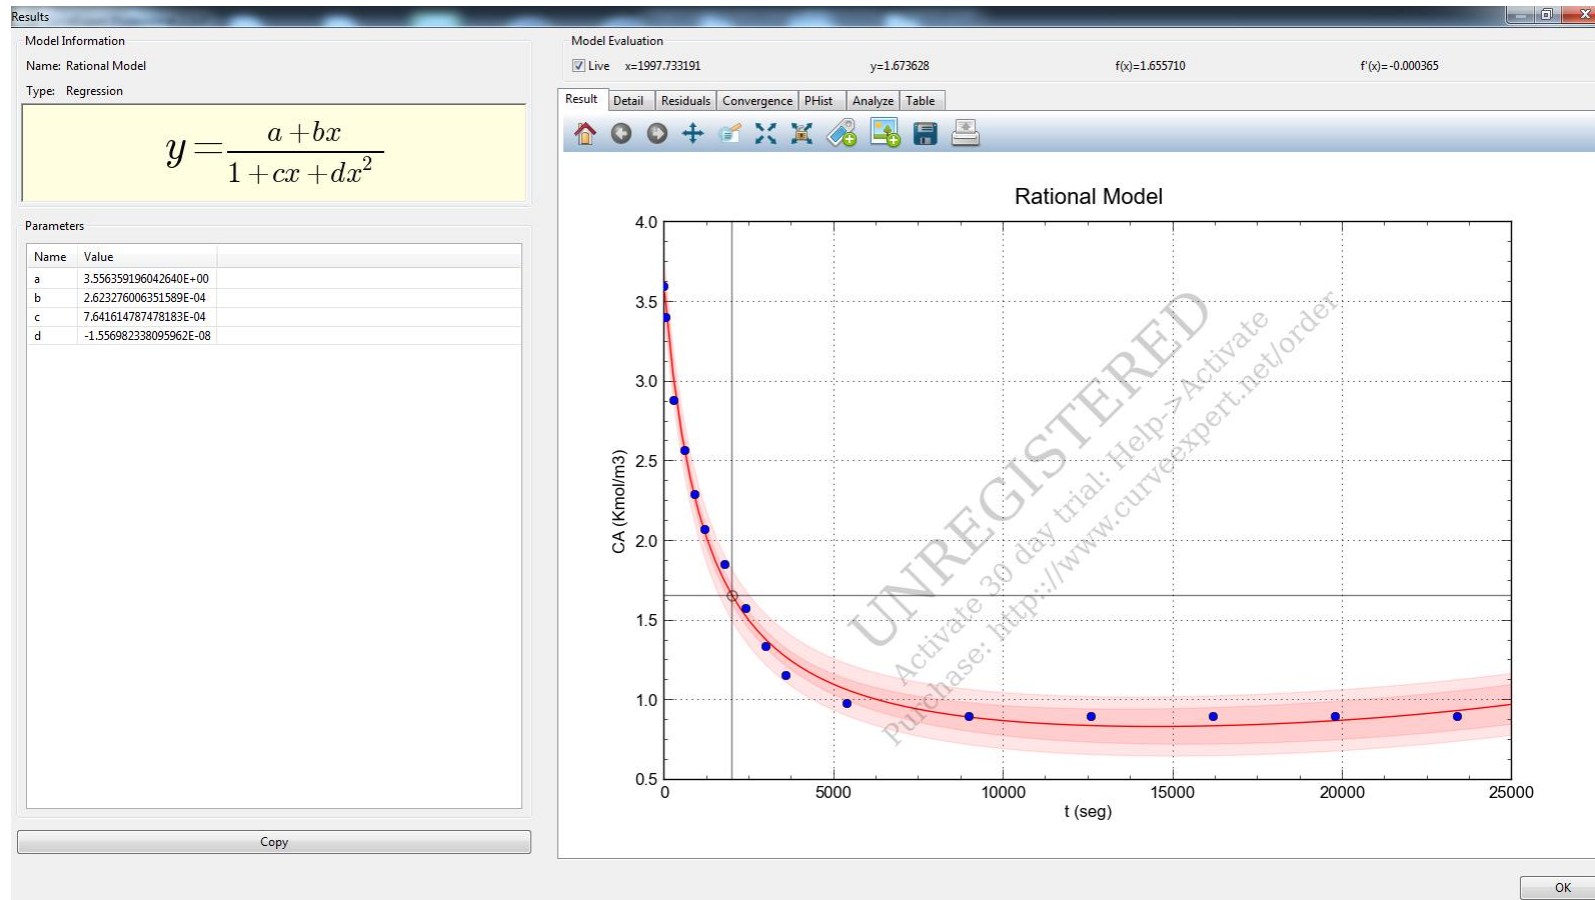 Results
Model Information
Name: Rational Model
Type: Regression
y = a + bx / 1 + cx + dx²
Parameters
Name Value
a 3.556359196042640E+00
b 2.623276006351589E-04
c 7.641614787478183E-04
d -1.556982338095962E-08
Copy
Model Evaluation
Live x=1997.733191 y=1.673628 f(x)=1.655710 f'(x)=-0.000365
Result Detail Residuals Convergence PHist Analyze Table
Rational Model
4.0
3.5
3.0
2.5
2.0
1.5
1.0
0.5
CA (Kmol/m3)
0 5000 10000 15000 20000 25000
t (seg)
UNREGISTERED
Activate 30 day trial: Help->Activate
Purchase: http:://www.curveexpert.net/order
OK